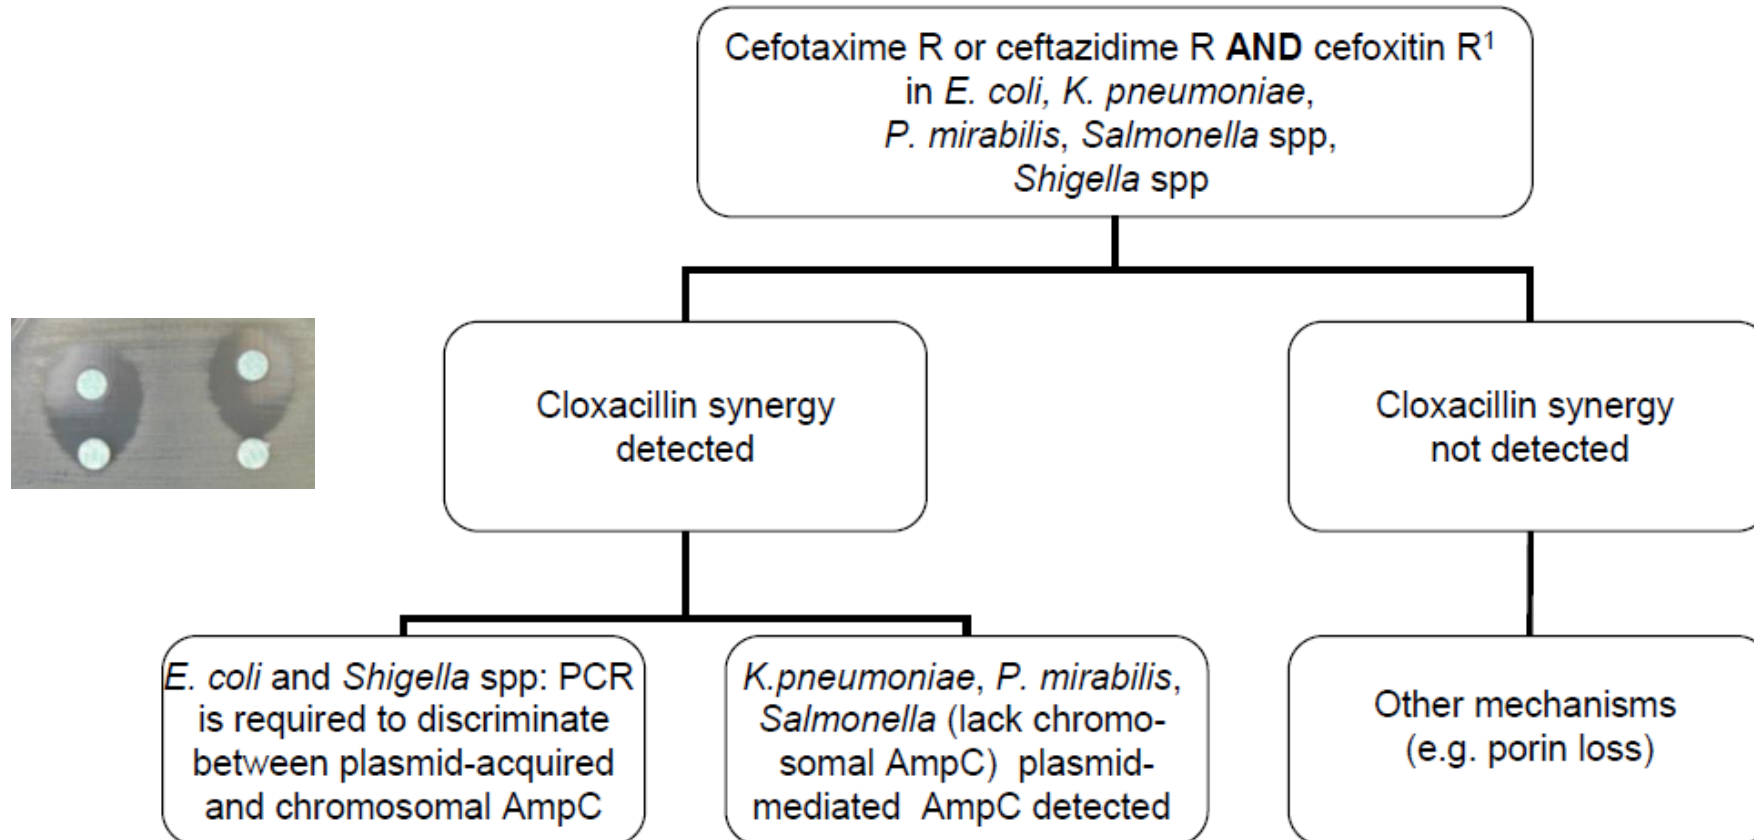 Cefotaxime R or ceftazidime R AND cefoxitin R¹
in E. coli, K. pneumoniae,
P. mirabilis, Salmonella spp,
Shigella spp
Cloxacillin synergy
detected
Cloxacillin synergy
not detected
E. coli and Shigella spp: PCR
is required to discriminate
between plasmid-acquired
and chromosomal AmpC
K.pneumoniae, P. mirabilis,
Salmonella (lack chromo-
somal AmpC) plasmid-
mediated AmpC detected
Other mechanisms
(e.g. porin loss)